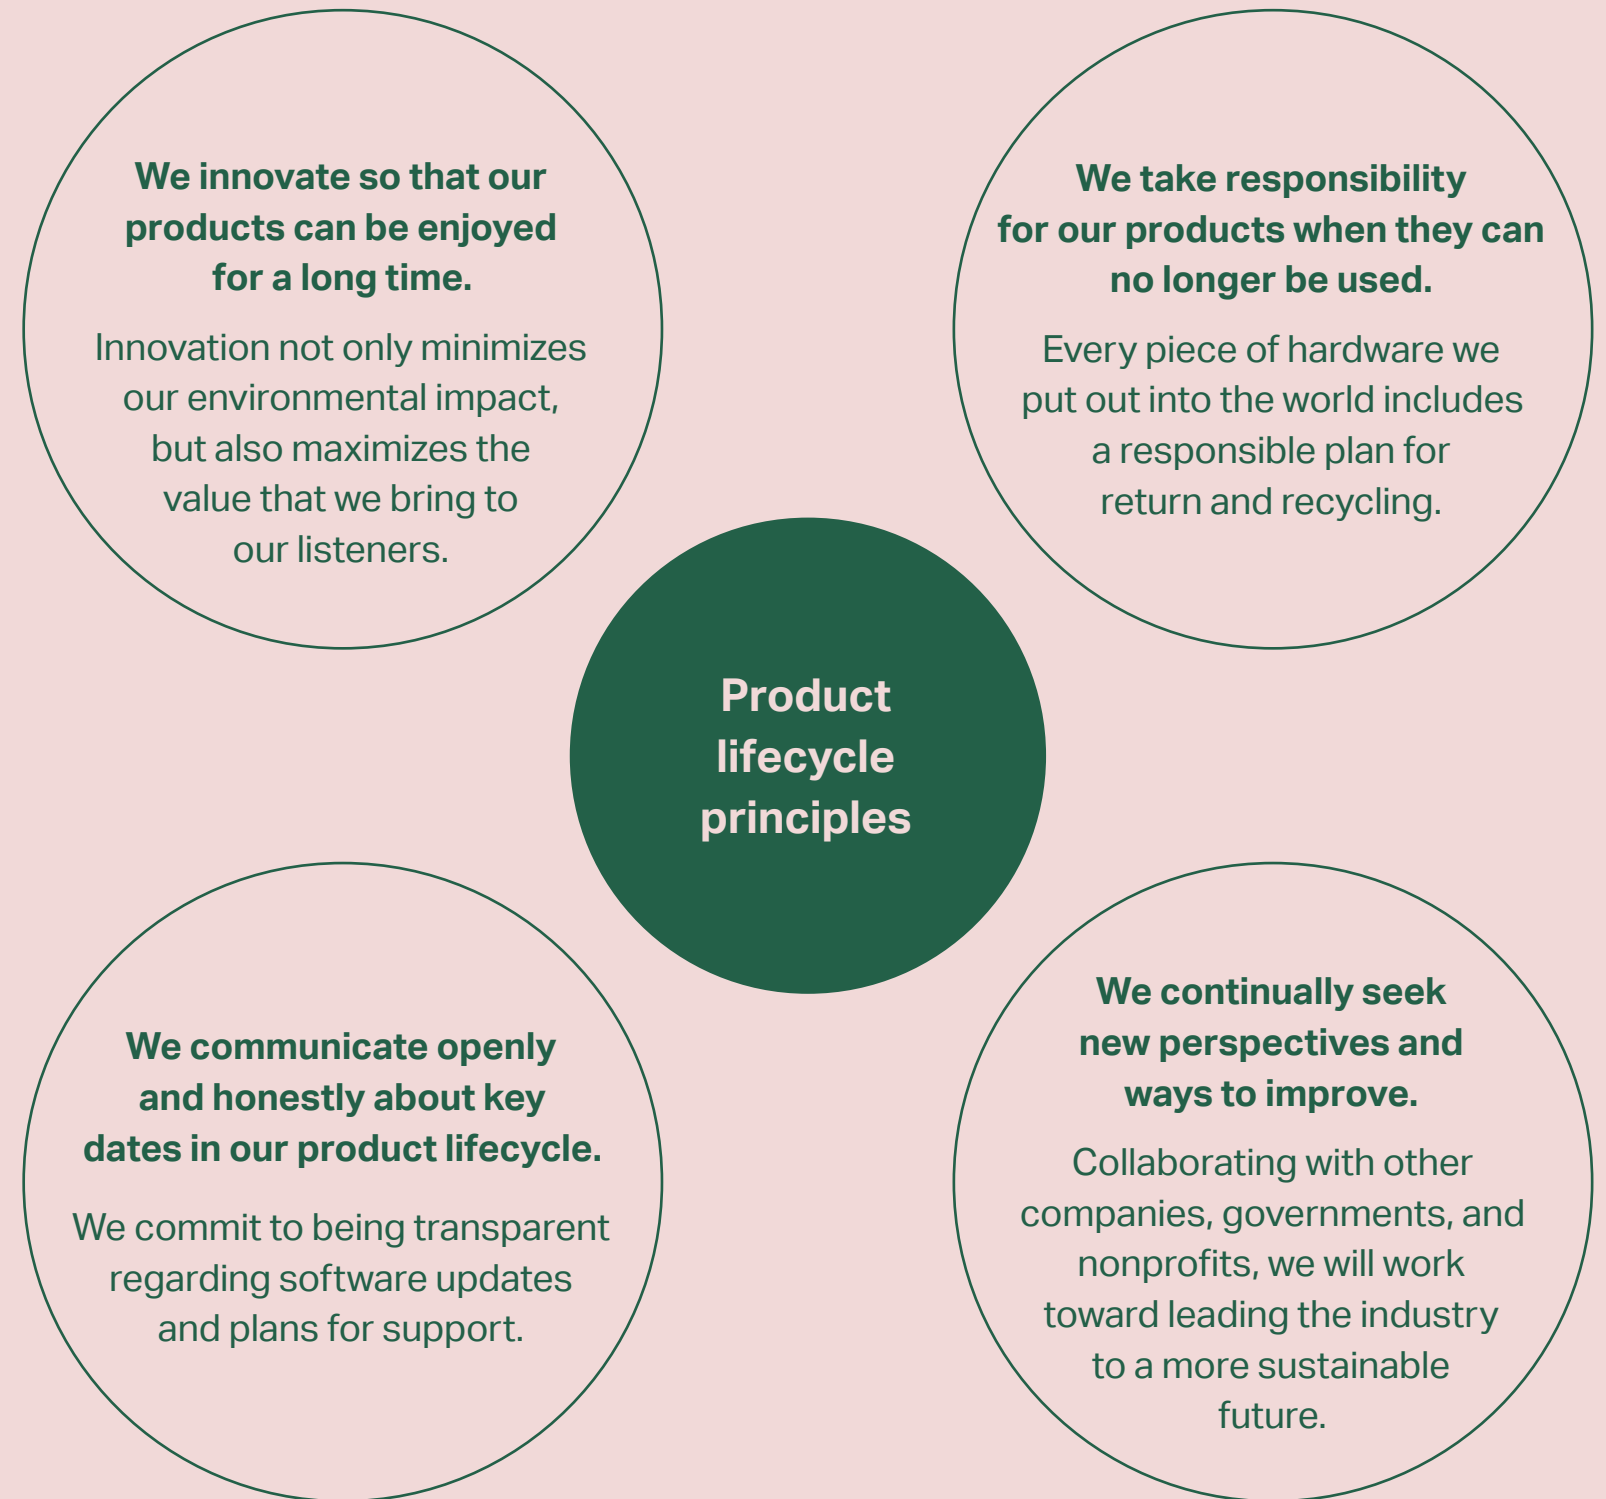 We innovate so that our
products can be enjoyed
for a long time.
Innovation not only minimizes
our environmental impact,
but also maximizes the
value that we bring to
our listeners.
We take responsibility
for our products when they can
no longer be used.
Every piece of hardware we
put out into the world includes
a responsible plan for
return and recycling.
Product
lifecycle
principles
We communicate openly
and honestly about key
dates in our product lifecycle.
We commit to being transparent
regarding software updates
and plans for support.
We continually seek
new perspectives and
ways to improve.
Collaborating with other
companies, governments, and
nonprofits, we will work
toward leading the industry
to a more sustainable
future.